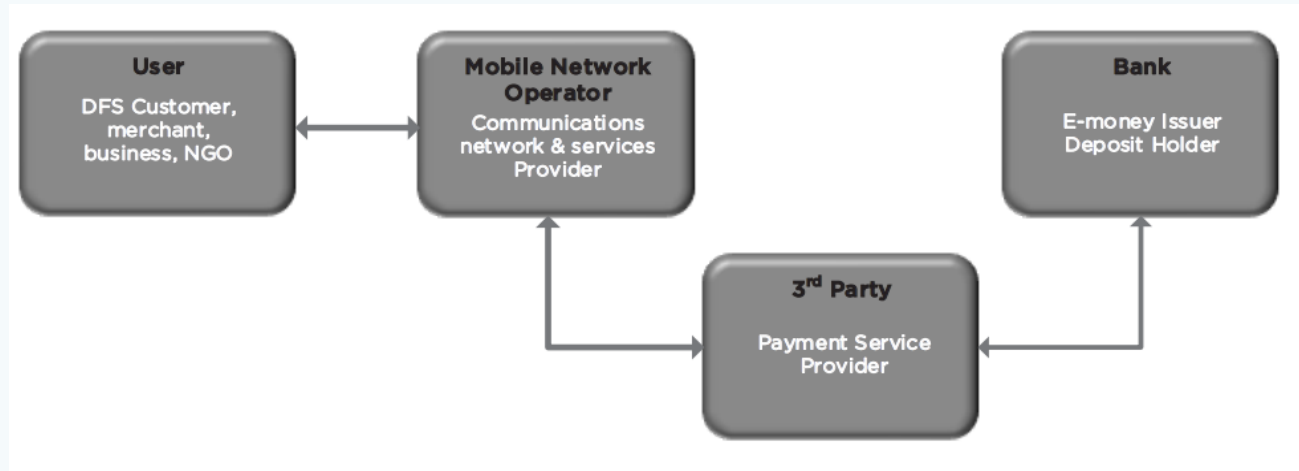 User
DFS Customer,
merchant,
business, NGO
Mobile Network
Operator
Communications
network & services
Provider
Bank
E-money Issuer
Deposit Holder
3rd Party
Payment Service
Provider